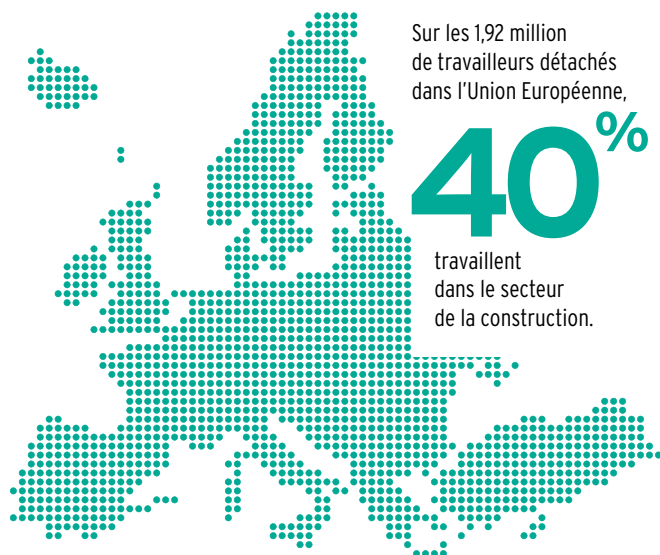 Sur les 1,92 million
de travailleurs détachés
dans l'Union Européenne,
40%
travaillent
dans le secteur
de la construction.